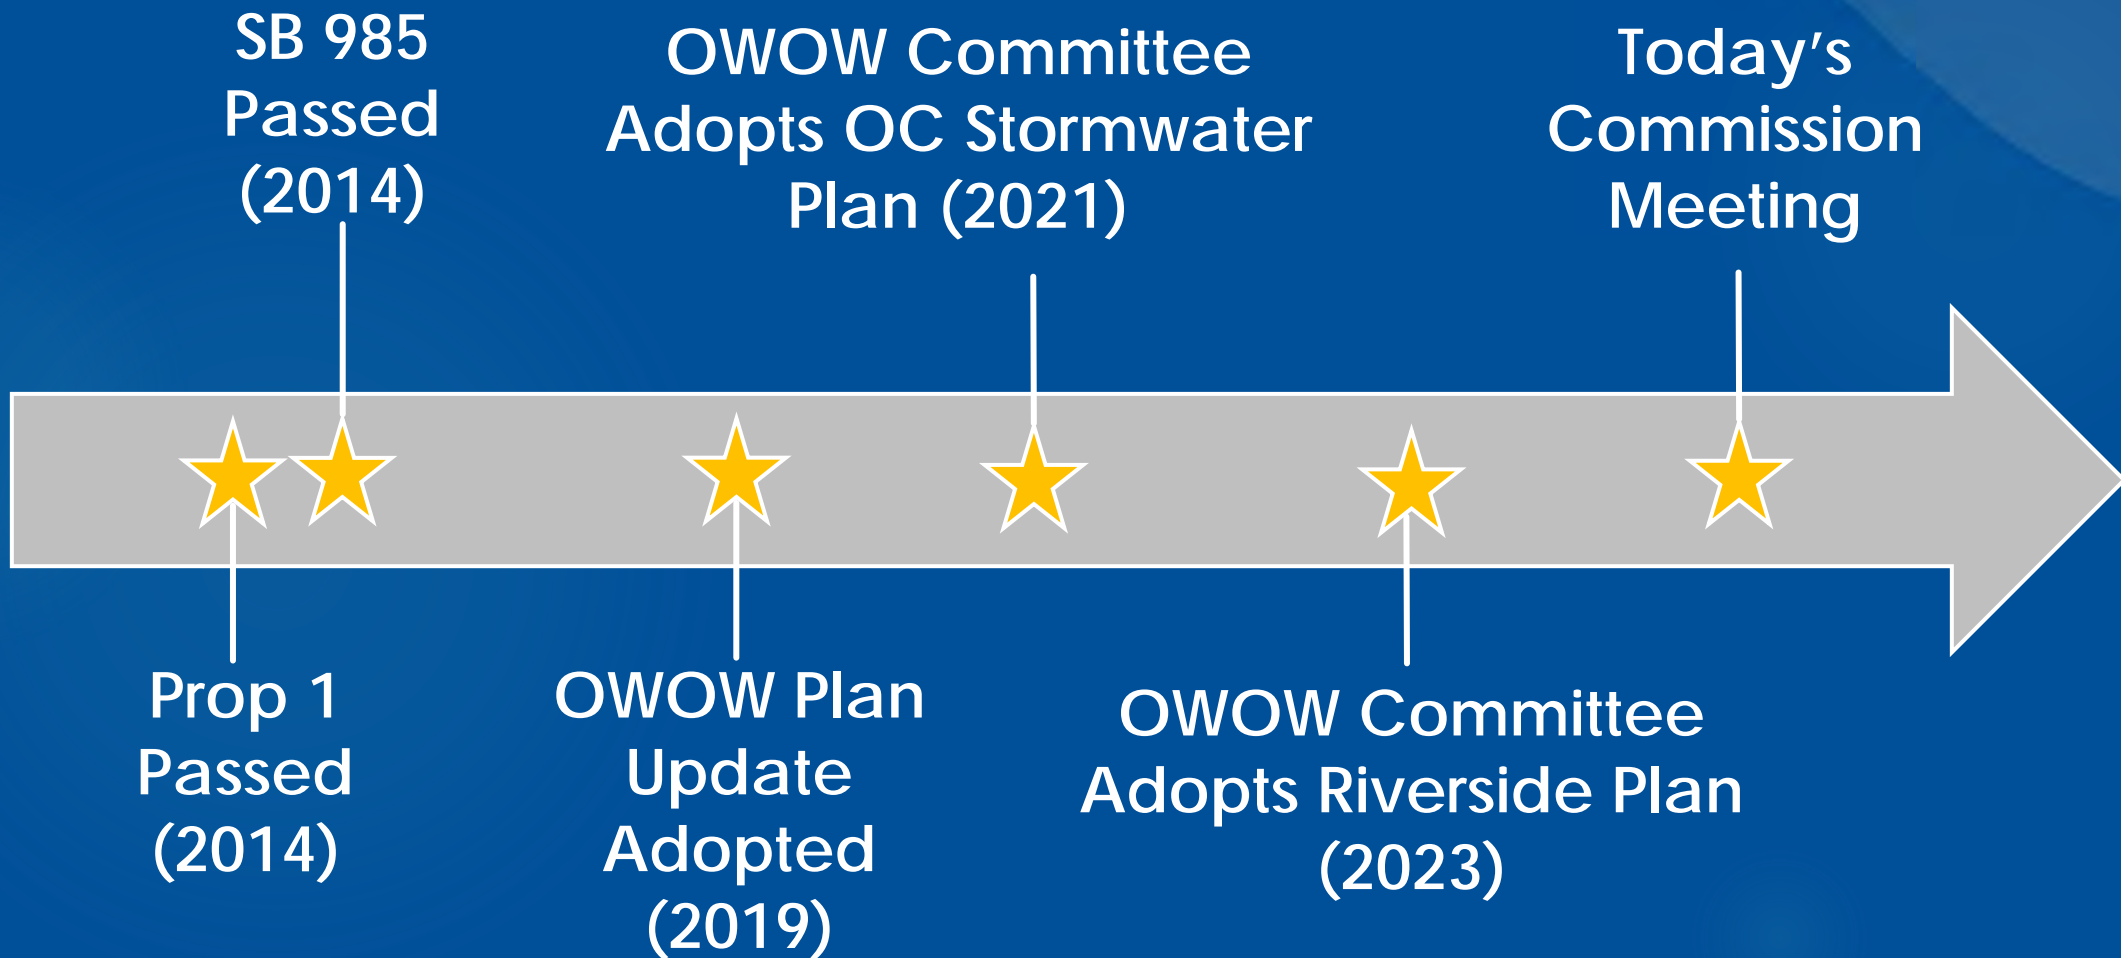 SB 985
Passed
(2014)
OWOW Committee
Adopts OC Stormwater
Plan (2021)
Today's
Commission
Meeting
Prop 1
Passed
(2014)
OWOW Plan
Update
Adopted
(2019)
OWOW Committee
Adopts Riverside Plan
(2023)